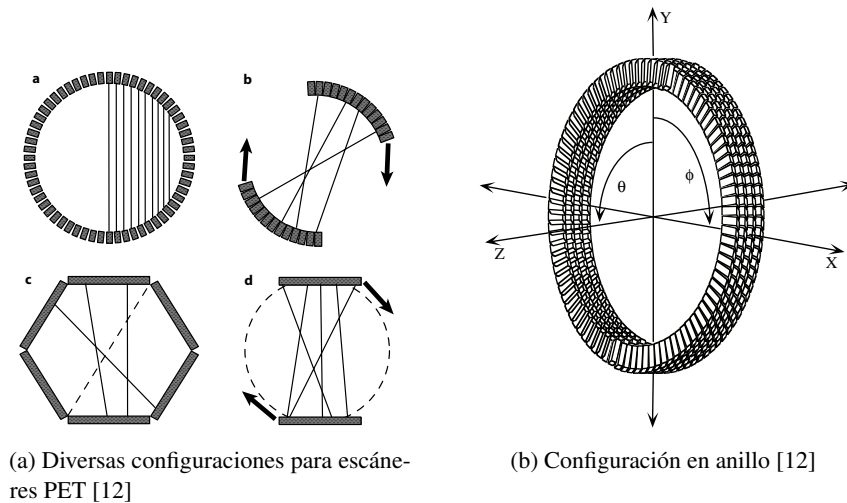 a
b
c
d
Y
θ
ϕ
Z
X
(a) Diversas configuraciones para escáne-
res PET [12]
(b) Configuración en anillo [12]